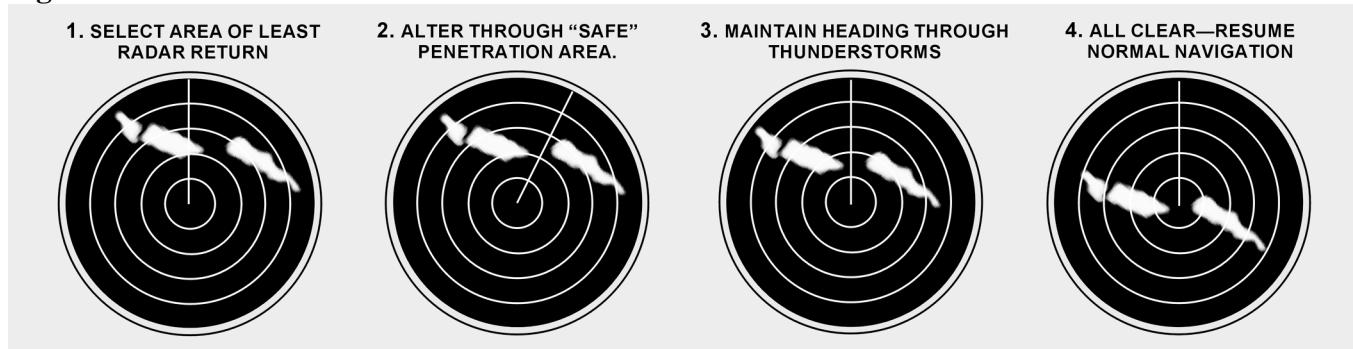 1. SELECT AREA OF LEAST
RADAR RETURN
2. ALTER THROUGH “SAFE”
PENETRATION AREA.
3. MAINTAIN HEADING THROUGH
THUNDERSTORMS
4. ALL CLEAR—RESUME
NORMAL NAVIGATION